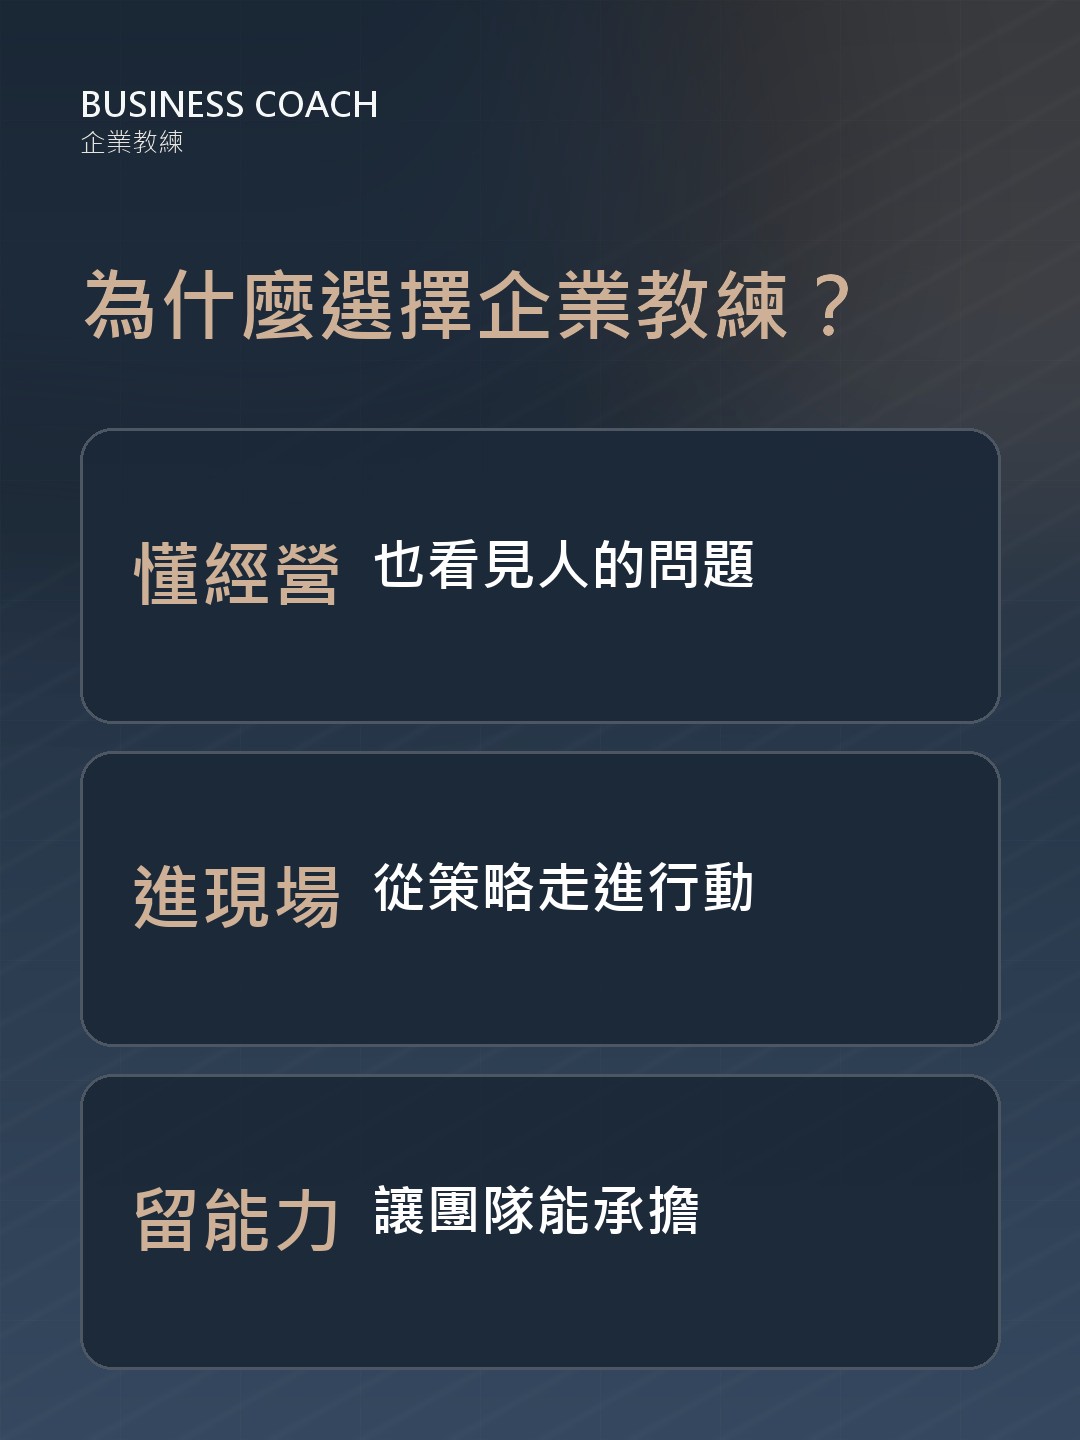 BUSINESS COACH
企業教練
為什麼選擇企業教練？
懂經營 也看見人的問題
進現場 從策略走進行動
留能力 讓團隊能承擔